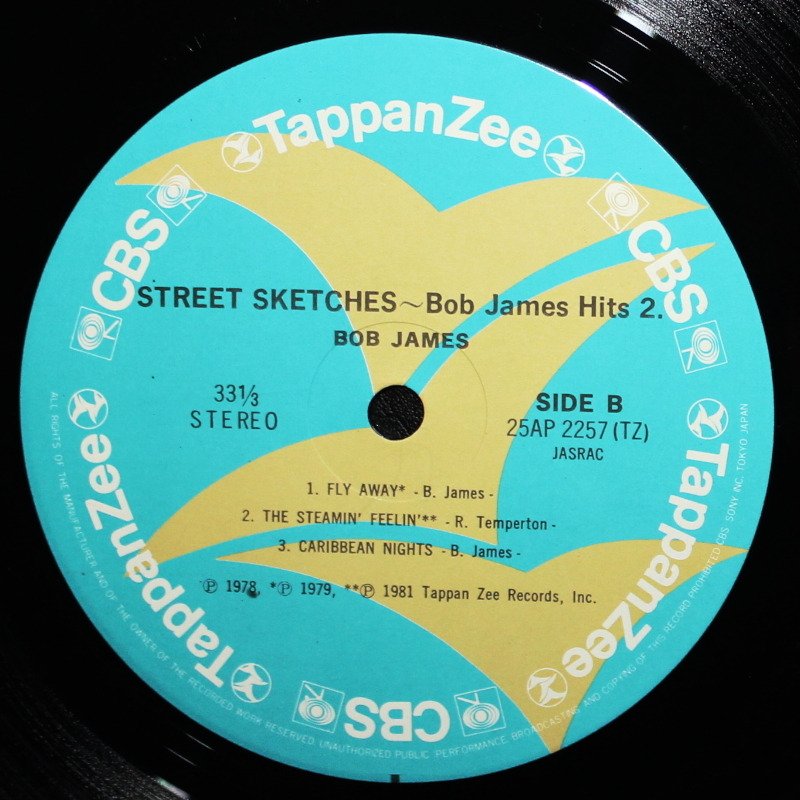 TappanZee
CBS
CBS
STREET SKETCHES~Bob James Hits 2.
BOB JAMES
33⅓
STEREO
SIDE B
25AP 2257 (TZ)
JASRAC
1. FLY AWAY* - B. James -
2. THE STEAMIN' FEELIN'** - R. Temperton -
3. CARIBBEAN NIGHTS - B. James -
Ⓟ 1978, *Ⓟ 1979, **Ⓟ 1981 Tappan Zee Records, Inc.
TappanZee
TappanZee
CBS
ALL RIGHTS OF THE MANUFACTURER AND OF THE OWNER OF THE RECORDED WORK RESERVED. UNAUTHORIZED PUBLIC PERFORMANCE, BROADCASTING AND COPYING OF THIS RECORD PROHIBITED. CBS/SONY INC. TOKYO JAPAN